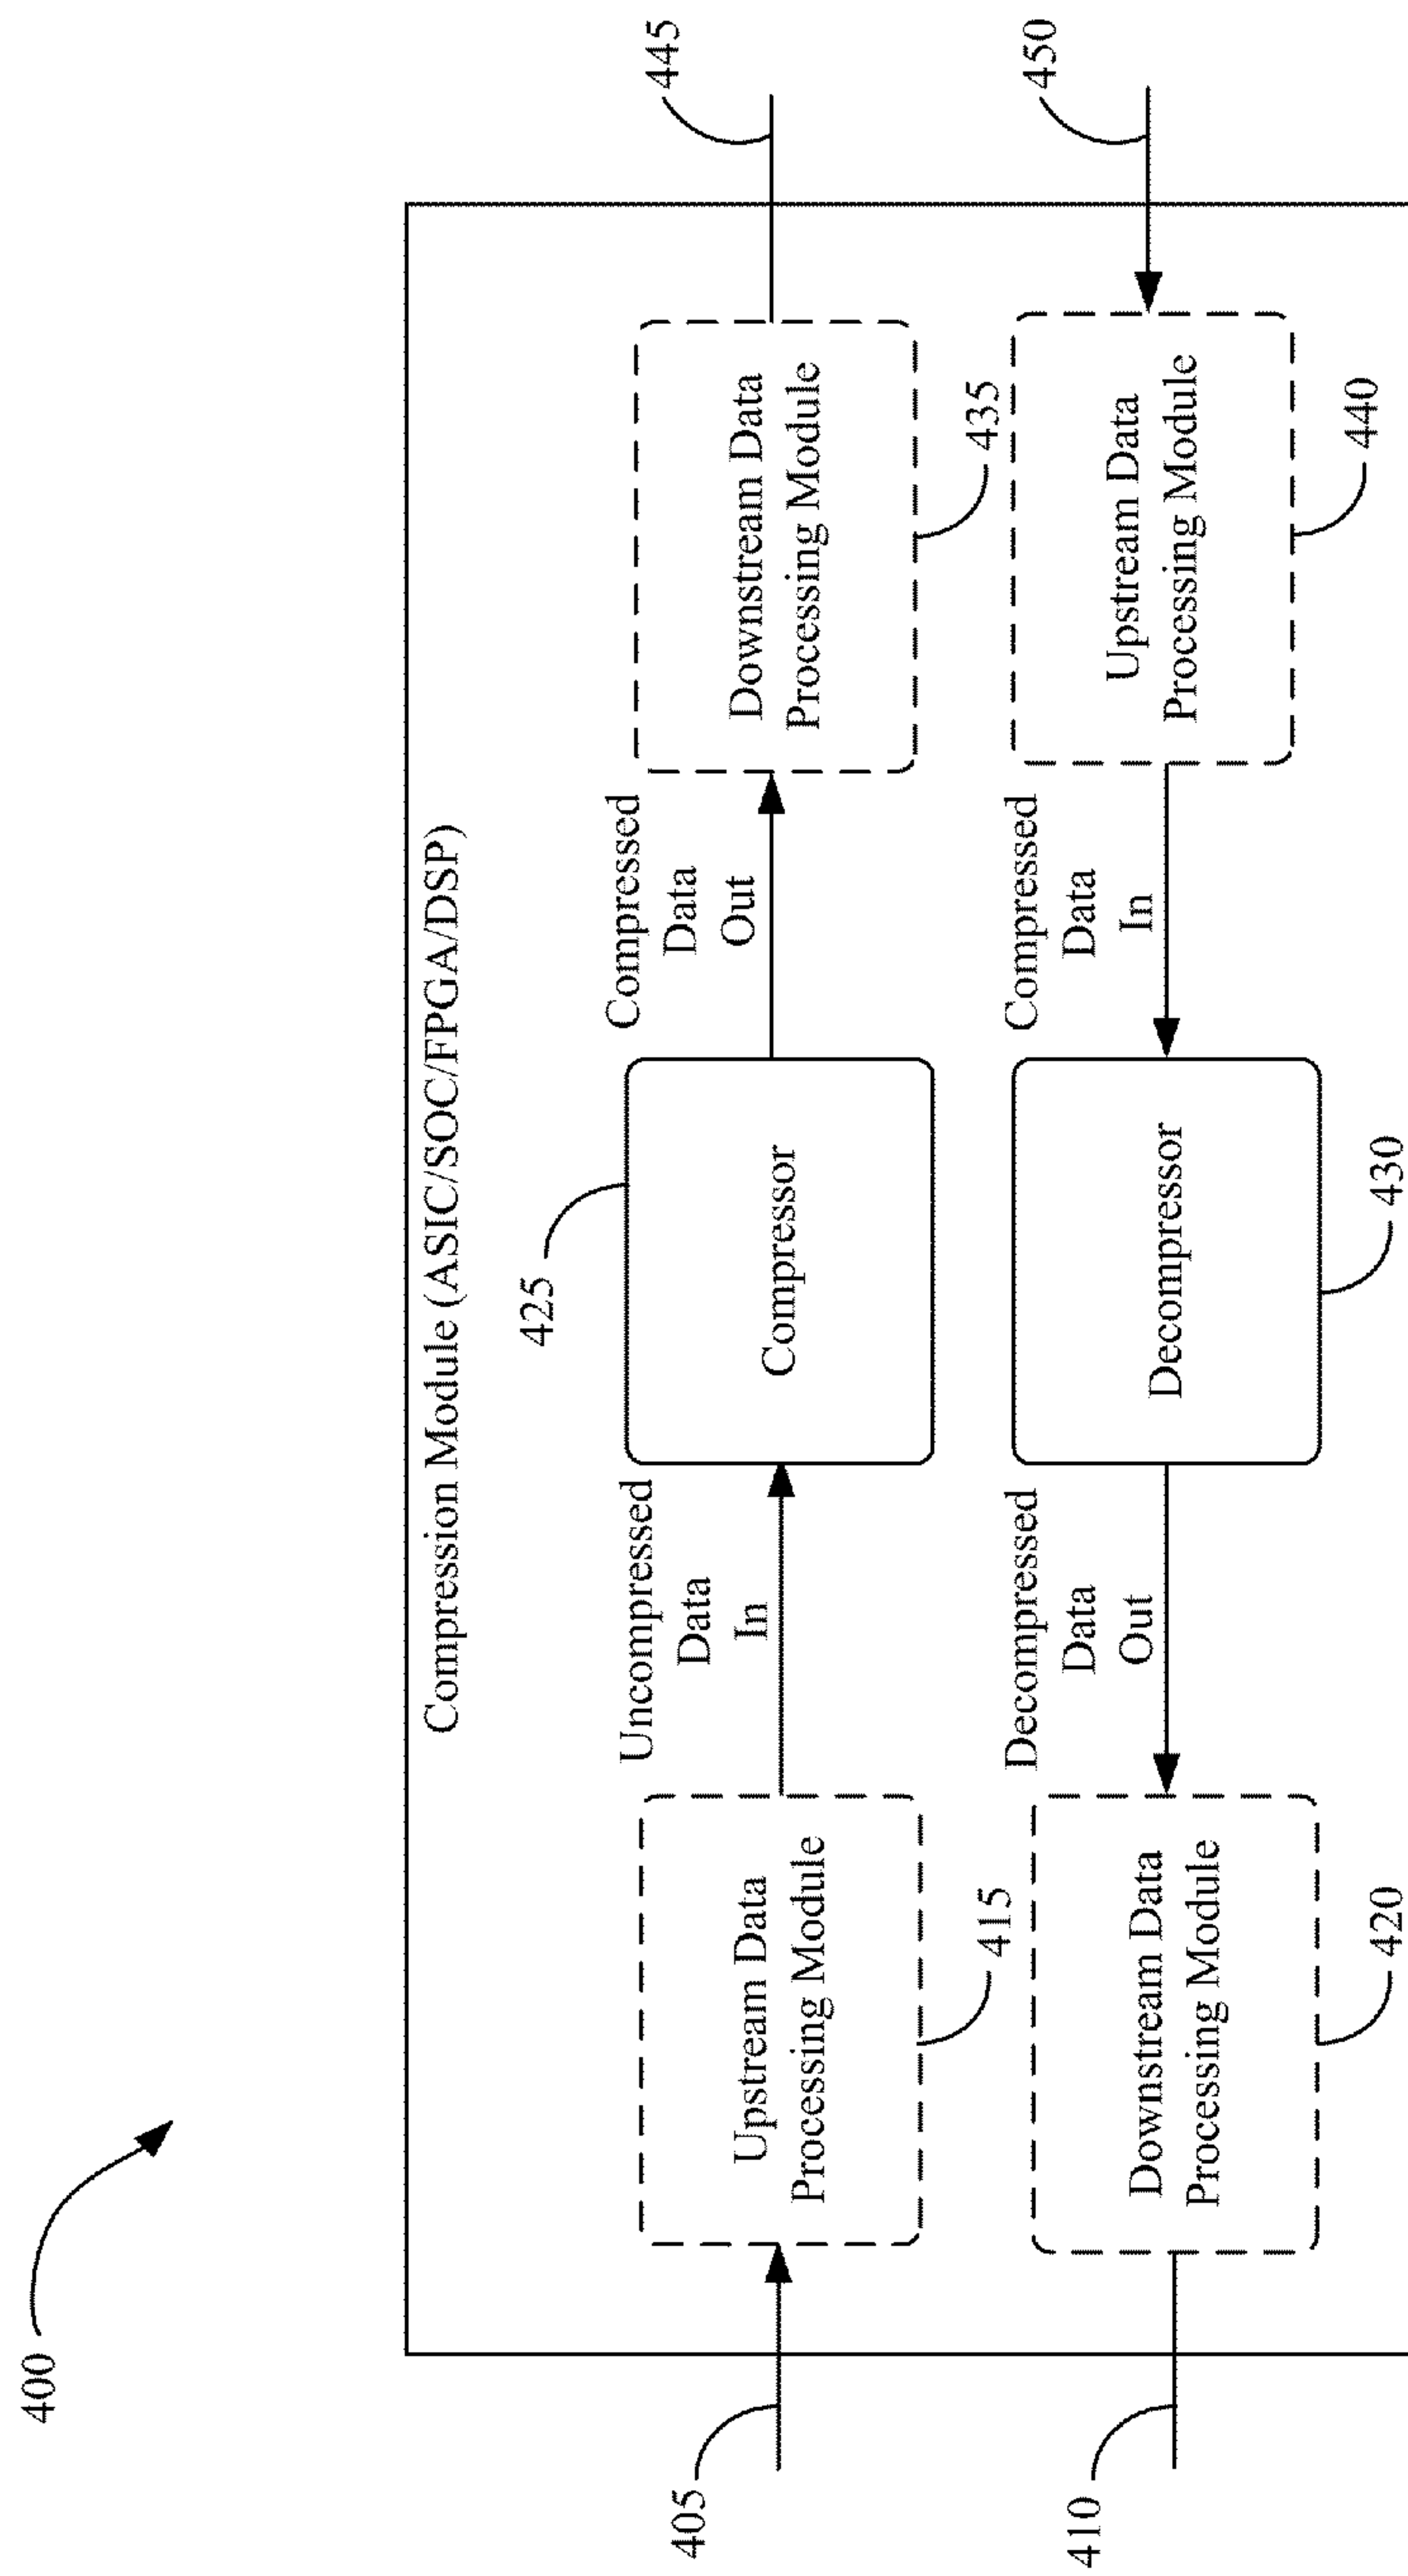 400
Compression Module (ASIC/SOC/FPGA/DSP)
405
Upstream Data
Processing Module
415
Uncompressed
Data
In
425
Compressor
Compressed
Data
Out
Downstream Data
Processing Module
435
445
410
Downstream Data
Processing Module
420
Decompressed
Data
Out
Decompressor
430
Compressed
Data
In
Upstream Data
Processing Module
440
450